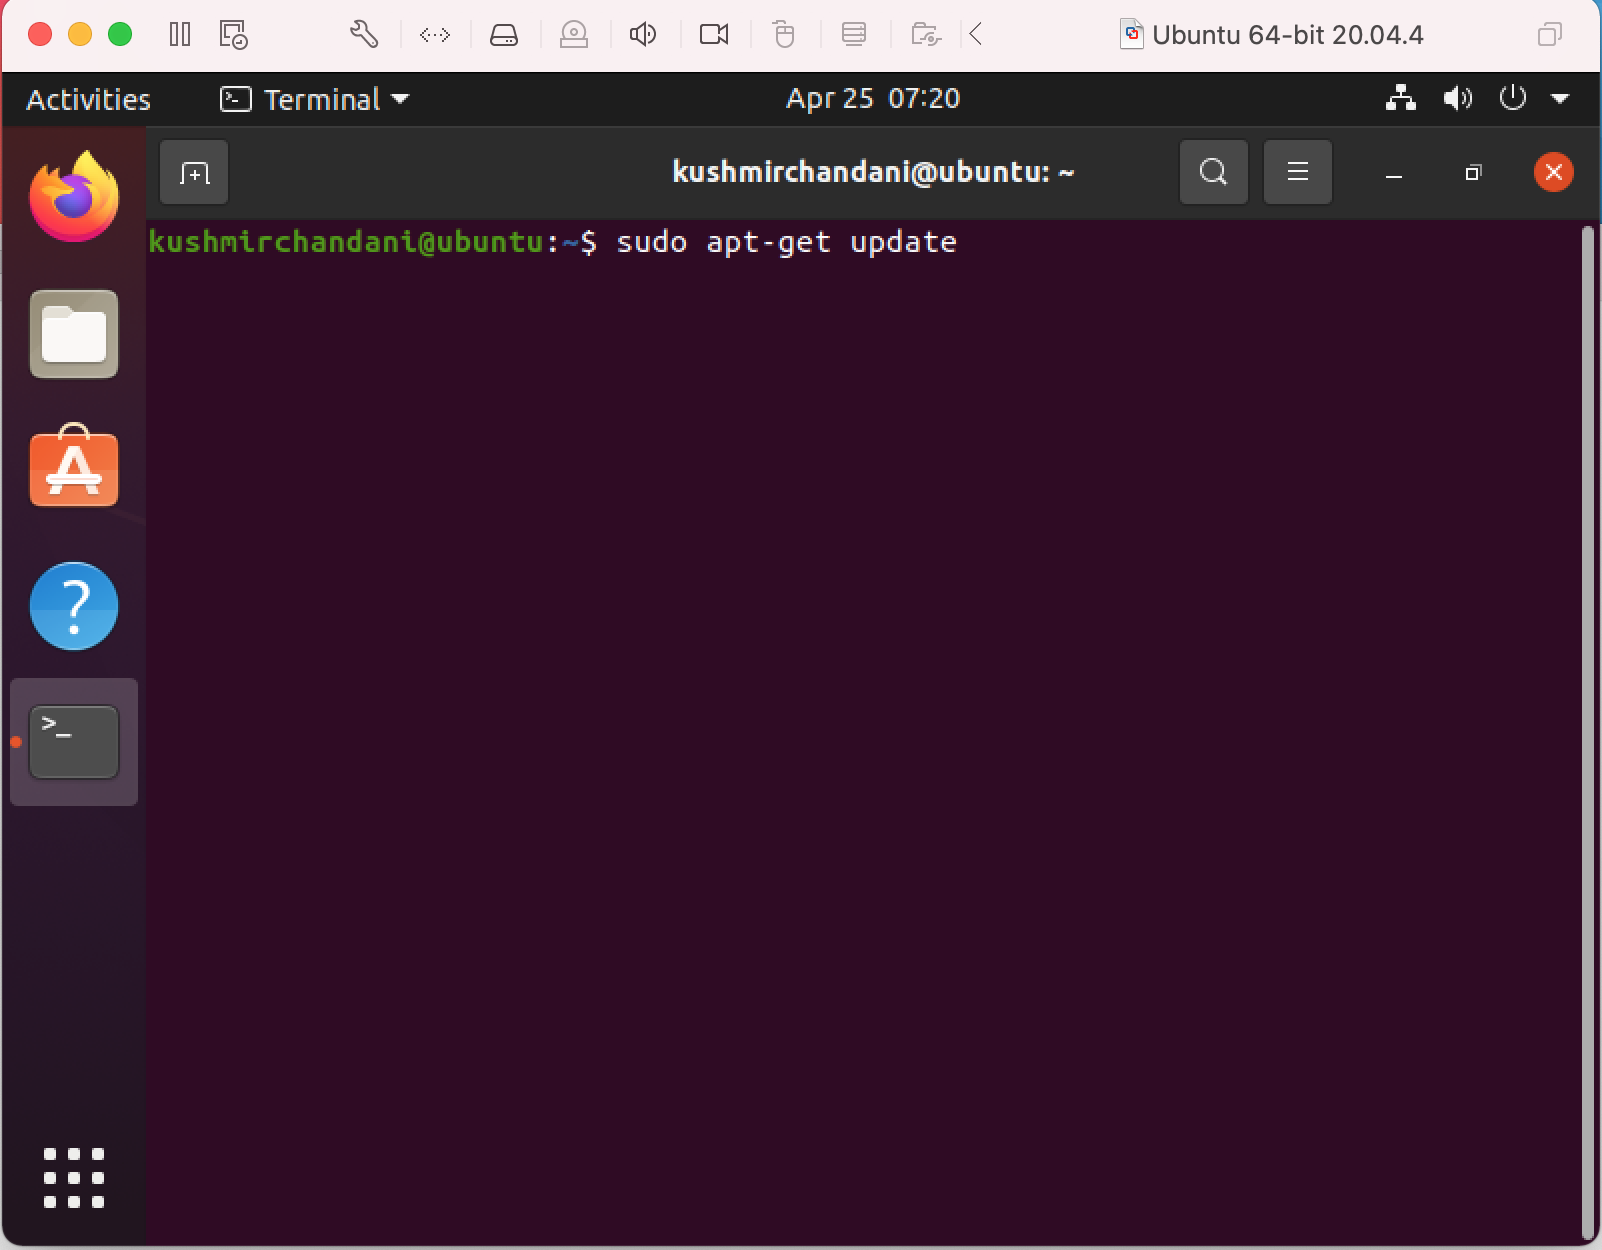 Ubuntu 64-bit 20.04.4
Activities
Terminal
Apr 25 07:20
kushmirchandani@ubuntu: ~
kushmirchandani@ubuntu:~$ sudo apt-get update